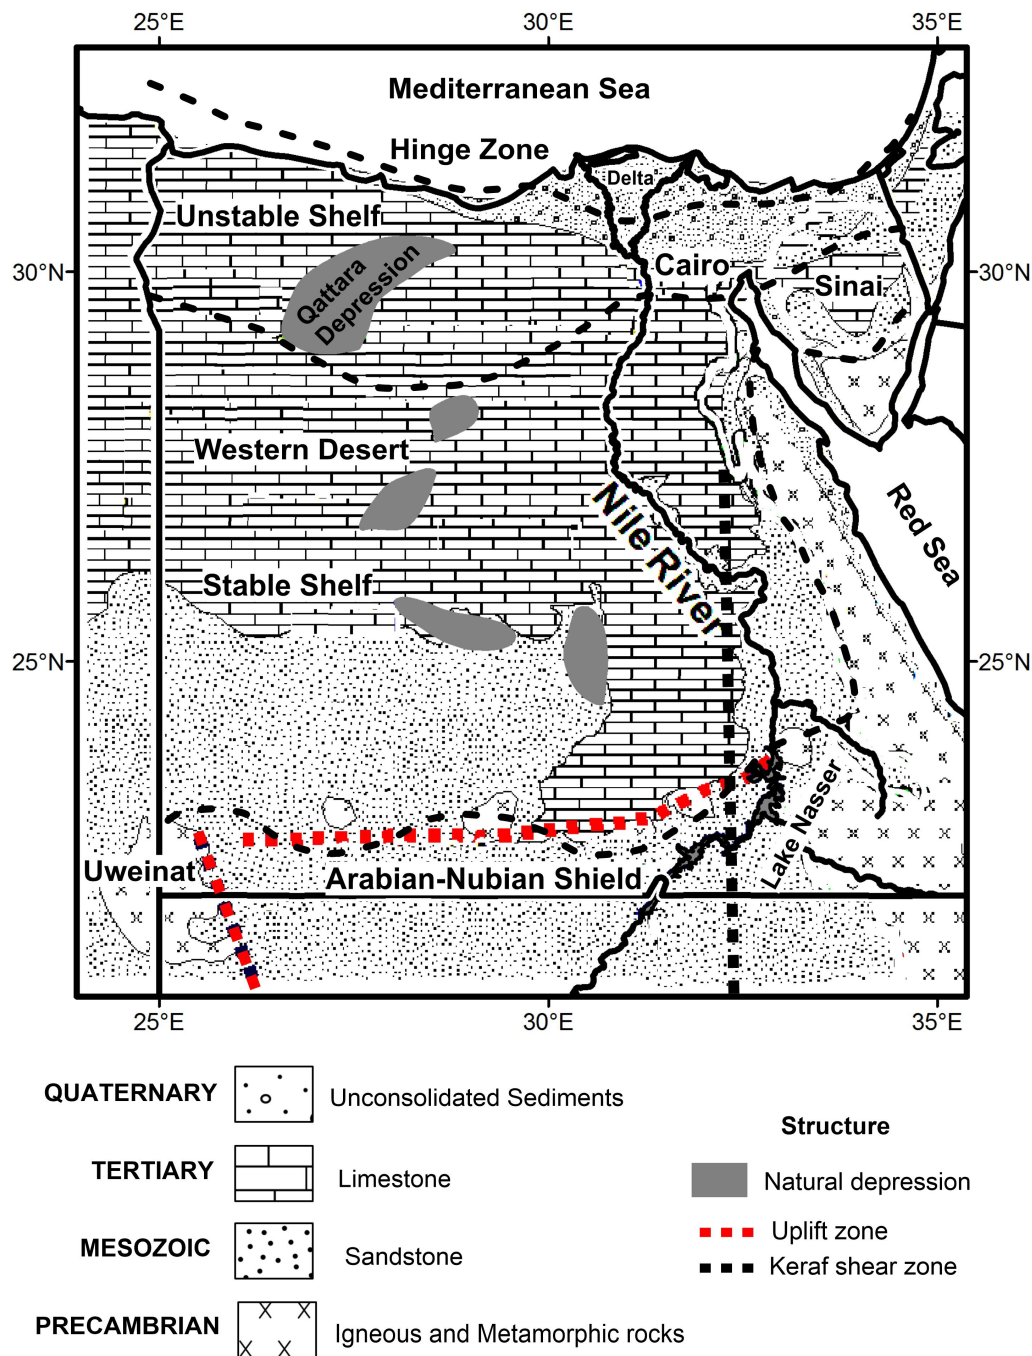 25°E 30°E 35°E
Mediterranean Sea
Hinge Zone
Delta
Unstable Shelf
30°N Cairo 30°N
Qattara
Depression
Sinai
Western Desert
Nile River
Red Sea
Stable Shelf
25°N 25°N
Lake Nasser
Uweinat
Arabian-Nubian Shield
25°E 30°E 35°E
QUATERNARY Unconsolidated Sediments
TERTIARY Limestone
MESOZOIC Sandstone
PRECAMBRIAN Igneous and Metamorphic rocks
Structure
Natural depression
Uplift zone
Keraf shear zone